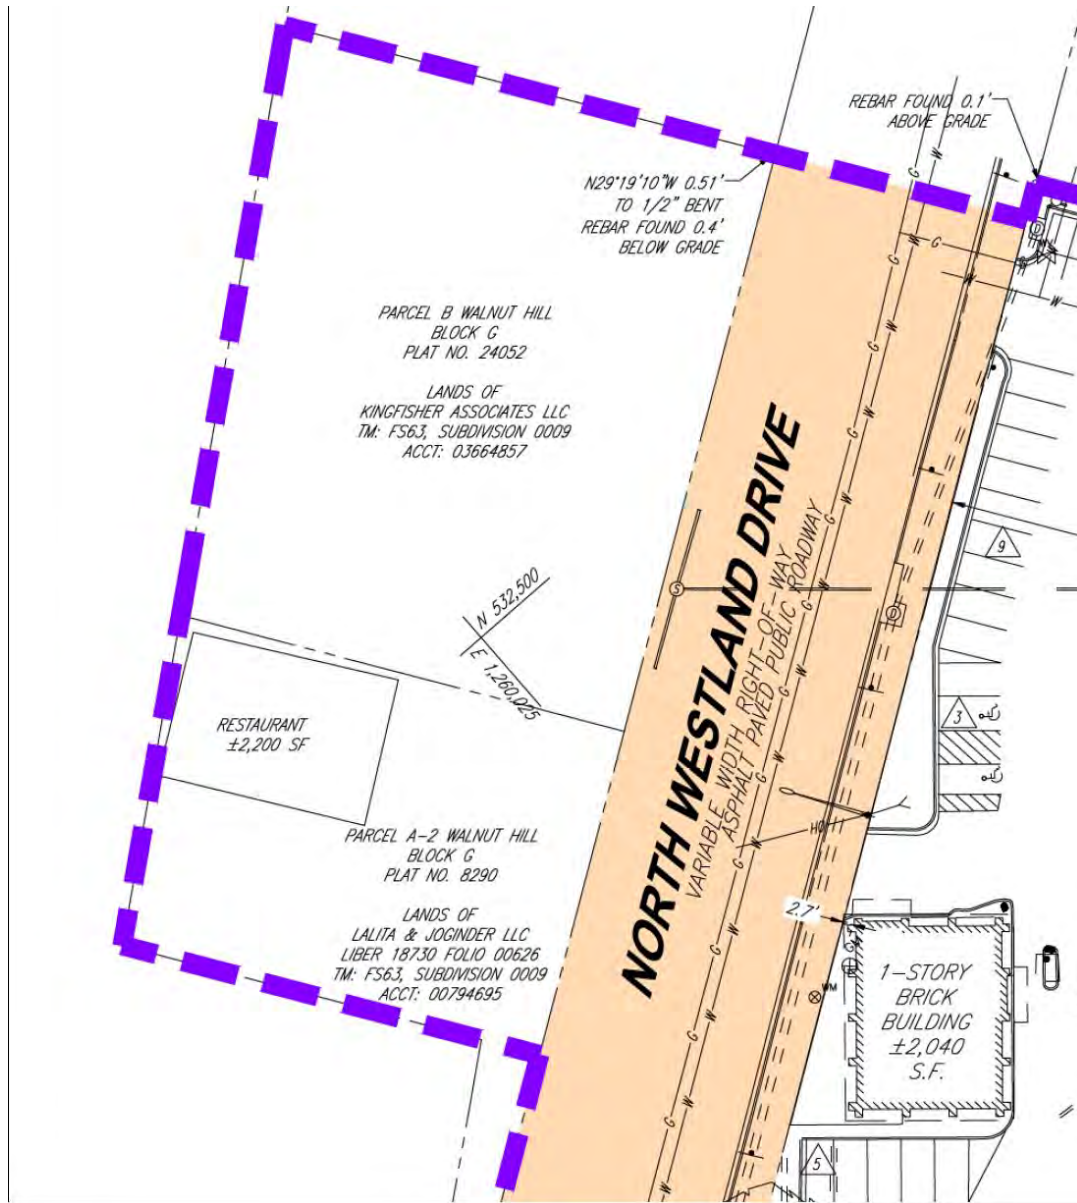 REBAR FOUND 0.1'
ABOVE GRADE
N29°19'10"W 0.51'
TO 1/2" BENT
REBAR FOUND 0.4'
BELOW GRADE
PARCEL B WALNUT HILL
BLOCK G
PLAT NO. 24052
LANDS OF
KINGFISHER ASSOCIATES LLC
TM: FS63, SUBDIVISION 0009
ACCT: 03664857
N 532,500
E 1,260,025
NORTH WESTLAND DRIVE
VARIABLE WIDTH RIGHT-OF-WAY
ASPHALT PAVED PUBLIC ROADWAY
S
9
3
RESTAURANT
±2,200 SF
PARCEL A-2 WALNUT HILL
BLOCK G
PLAT NO. 8290
LANDS OF
LALITA & JOGINDER LLC
LIBER 18730 FOLIO 00626
TM: FS63, SUBDIVISION 0009
ACCT: 00794695
2.7'
WM
1-STORY
BRICK
BUILDING
±2,040
S.F.
5
G
W